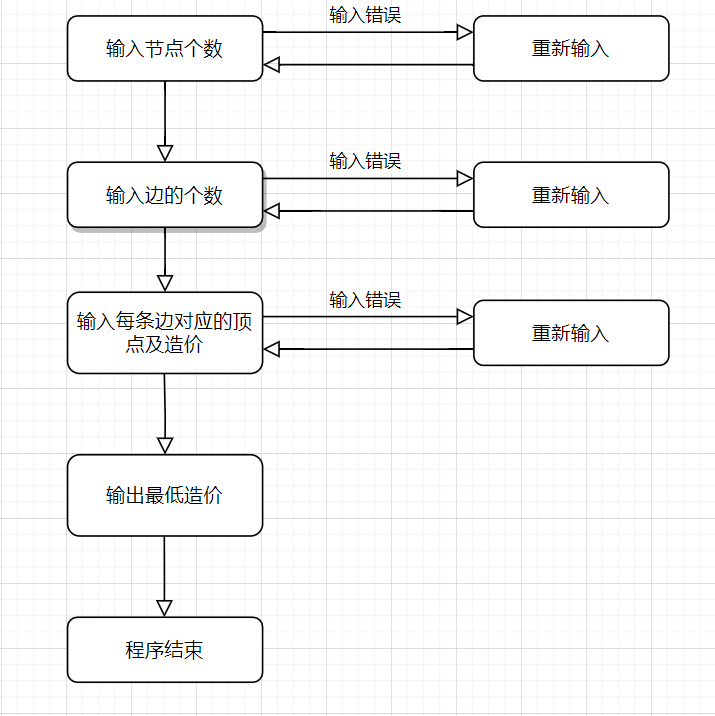 输入错误
输入节点个数
重新输入
输入错误
输入边的个数
重新输入
输入错误
输入每条边对应的顶
点及造价
重新输入
输出最低造价
程序结束